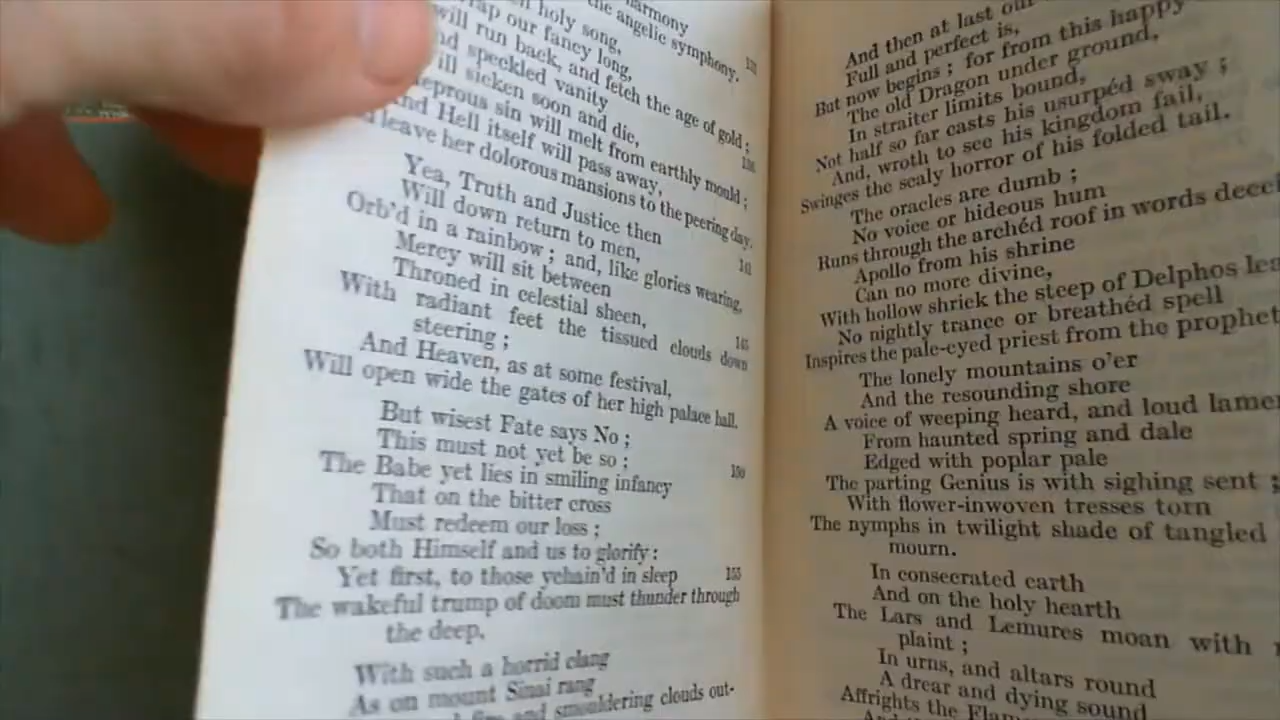 harmony
the angelic symphony.
holy song,
our fancy long,
will run back, and fetch the age of gold;
speckled vanity
sicken soon and die,
leprous sin will melt from earthly mould;
And Hell itself will pass away,
leave her dolorous mansions to the peering day.
Yea, Truth and Justice then
Will down return to men,
141
Orb'd in a rainbow; and, like glories wearing,
Mercy will sit between
Throned in celestial sheen,
145
With radiant feet the tissued clouds down
steering;
And Heaven, as at some festival,
Will open wide the gates of her high palace hall.
But wisest Fate says No;
This must not yet be so;
150
The Babe yet lies in smiling infancy
That on the bitter cross
Must redeem our loss;
So both Himself and us to glorify:
Yet first, to those ychain'd in sleep 155
The wakeful trump of doom must thunder through
the deep,
With such a horrid clang
As on mount Sinai rang
and smouldering clouds out-
And then at last
Full and perfect is,
But now begins; for from this happy
The old Dragon under ground,
In straiter limits bound,
Not half so far casts his usurpéd sway;
And, wroth to see his kingdom fail,
Swinges the scaly horror of his folded tail.
The oracles are dumb;
No voice or hideous hum
Runs through the archéd roof in words
Apollo from his shrine
Can no more divine,
With hollow shriek the steep of Delphos
No nightly trance or breathéd spell
Inspires the pale-eyed priest from the
The lonely mountains o'er
And the resounding shore
A voice of weeping heard, and loud
From haunted spring and dale
Edged with poplar pale
The parting Genius is with sighing sent;
With flower-inwoven tresses torn
The nymphs in twilight shade of tangled
mourn.
In consecrated earth
And on the holy hearth
The Lars and Lemures moan with
plaint;
In urns, and altars round
A drear and dying sound
Affrights the